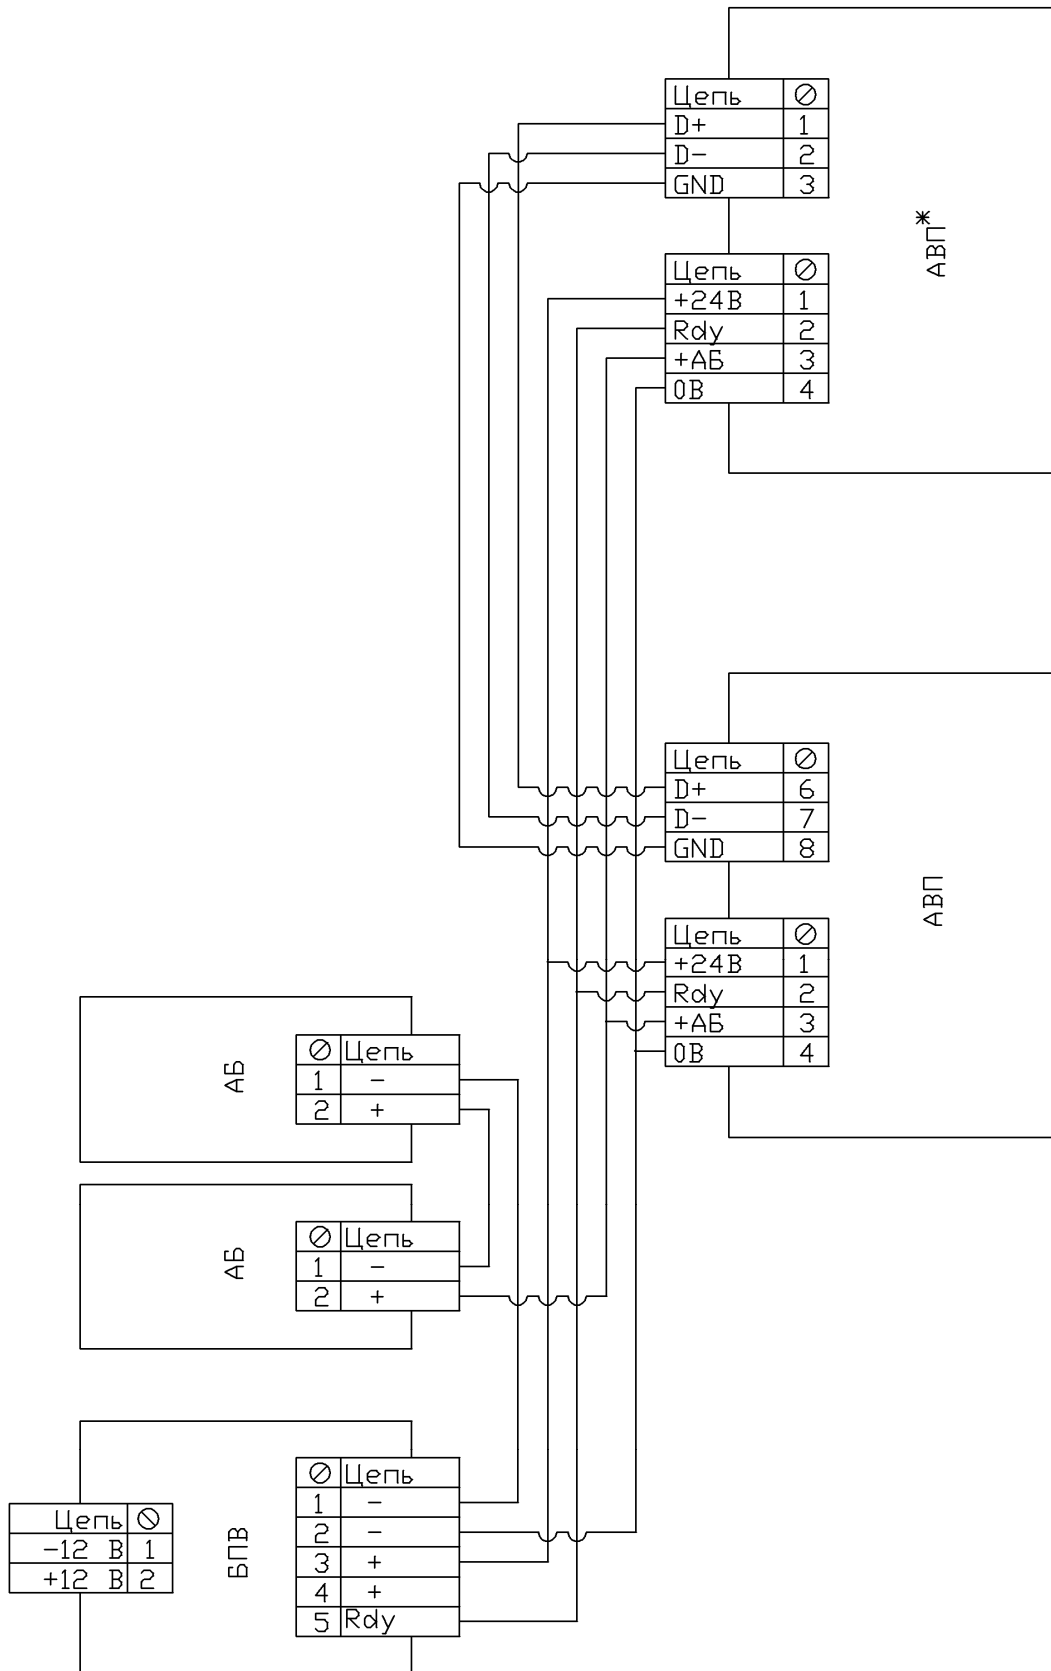 Цепь ⊘
D+ 1
D- 2
GND 3
АВП*
Цепь ⊘
+24В 1
Rdy 2
+АБ 3
0В 4
Цепь ⊘
D+ 6
D- 7
GND 8
АВП
Цепь ⊘
+24В 1
Rdy 2
+АБ 3
0В 4
АБ
⊘ Цепь
1 -
2 +
АБ
⊘ Цепь
1 -
2 +
БПВ
⊘ Цепь
1 -
2 -
3 +
4 +
5 Rdy
Цепь ⊘
-12 В 1
+12 В 2